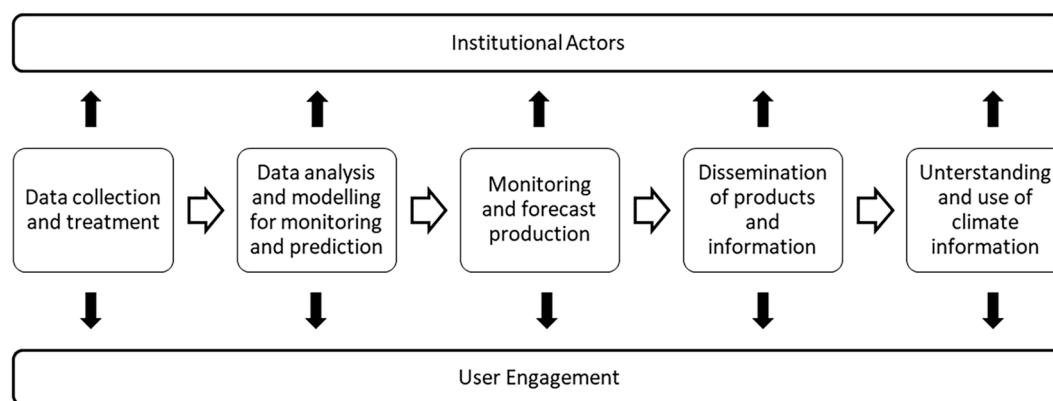 Institutional Actors
Data collection
and treatment
Data analysis
and modelling
for monitoring
and prediction
Monitoring
and forecast
production
Dissemination
of products
and
information
Unterstanding
and use of
climate
information
User Engagement